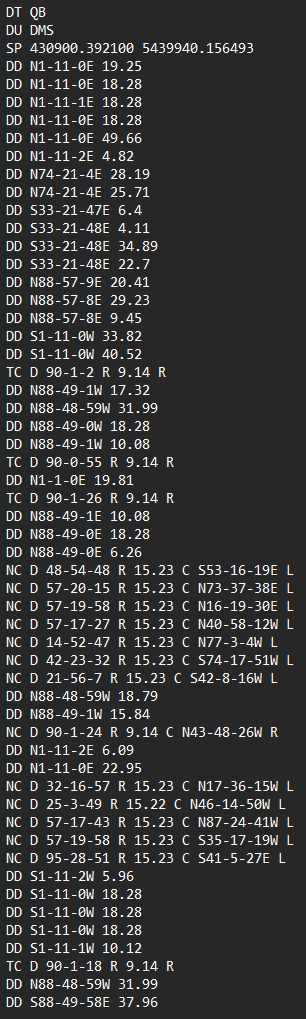 DT QB
DU DMS
SP 430900.392100 5439940.156493
DD N1-11-0E 19.25
DD N1-11-0E 18.28
DD N1-11-1E 18.28
DD N1-11-0E 18.28
DD N1-11-0E 49.66
DD N1-11-2E 4.82
DD N74-21-4E 28.19
DD N74-21-4E 25.71
DD S33-21-47E 6.4
DD S33-21-48E 4.11
DD S33-21-48E 34.89
DD S33-21-48E 22.7
DD N88-57-9E 20.41
DD N88-57-8E 29.23
DD N88-57-8E 9.45
DD S1-11-0W 33.82
DD S1-11-0W 40.52
TC D 90-1-2 R 9.14 R
DD N88-49-1W 17.32
DD N88-48-59W 31.99
DD N88-49-0W 18.28
DD N88-49-1W 10.08
TC D 90-0-55 R 9.14 R
DD N1-1-0E 19.81
TC D 90-1-26 R 9.14 R
DD N88-49-1E 10.08
DD N88-49-0E 18.28
DD N88-49-0E 6.26
NC D 48-54-48 R 15.23 C S53-16-19E L
NC D 57-20-15 R 15.23 C N73-37-38E L
NC D 57-19-58 R 15.23 C N16-19-30E L
NC D 57-17-27 R 15.23 C N40-58-12W L
NC D 14-52-47 R 15.23 C N77-3-4W L
NC D 42-23-32 R 15.23 C S74-17-51W L
NC D 21-56-7 R 15.23 C S42-8-16W L
DD N88-48-59W 18.79
DD N88-49-1W 15.84
NC D 90-1-24 R 9.14 C N43-48-26W R
DD N1-11-2E 6.09
DD N1-11-0E 22.95
NC D 32-16-57 R 15.23 C N17-36-15W L
NC D 25-3-49 R 15.22 C N46-14-50W L
NC D 57-17-43 R 15.23 C N87-24-41W L
NC D 57-19-58 R 15.23 C S35-17-19W L
NC D 95-28-51 R 15.23 C S41-5-27E L
DD S1-11-2W 5.96
DD S1-11-0W 18.28
DD S1-11-0W 18.28
DD S1-11-0W 18.28
DD S1-11-1W 10.12
TC D 90-1-18 R 9.14 R
DD N88-48-59W 31.99
DD S88-49-58E 37.96